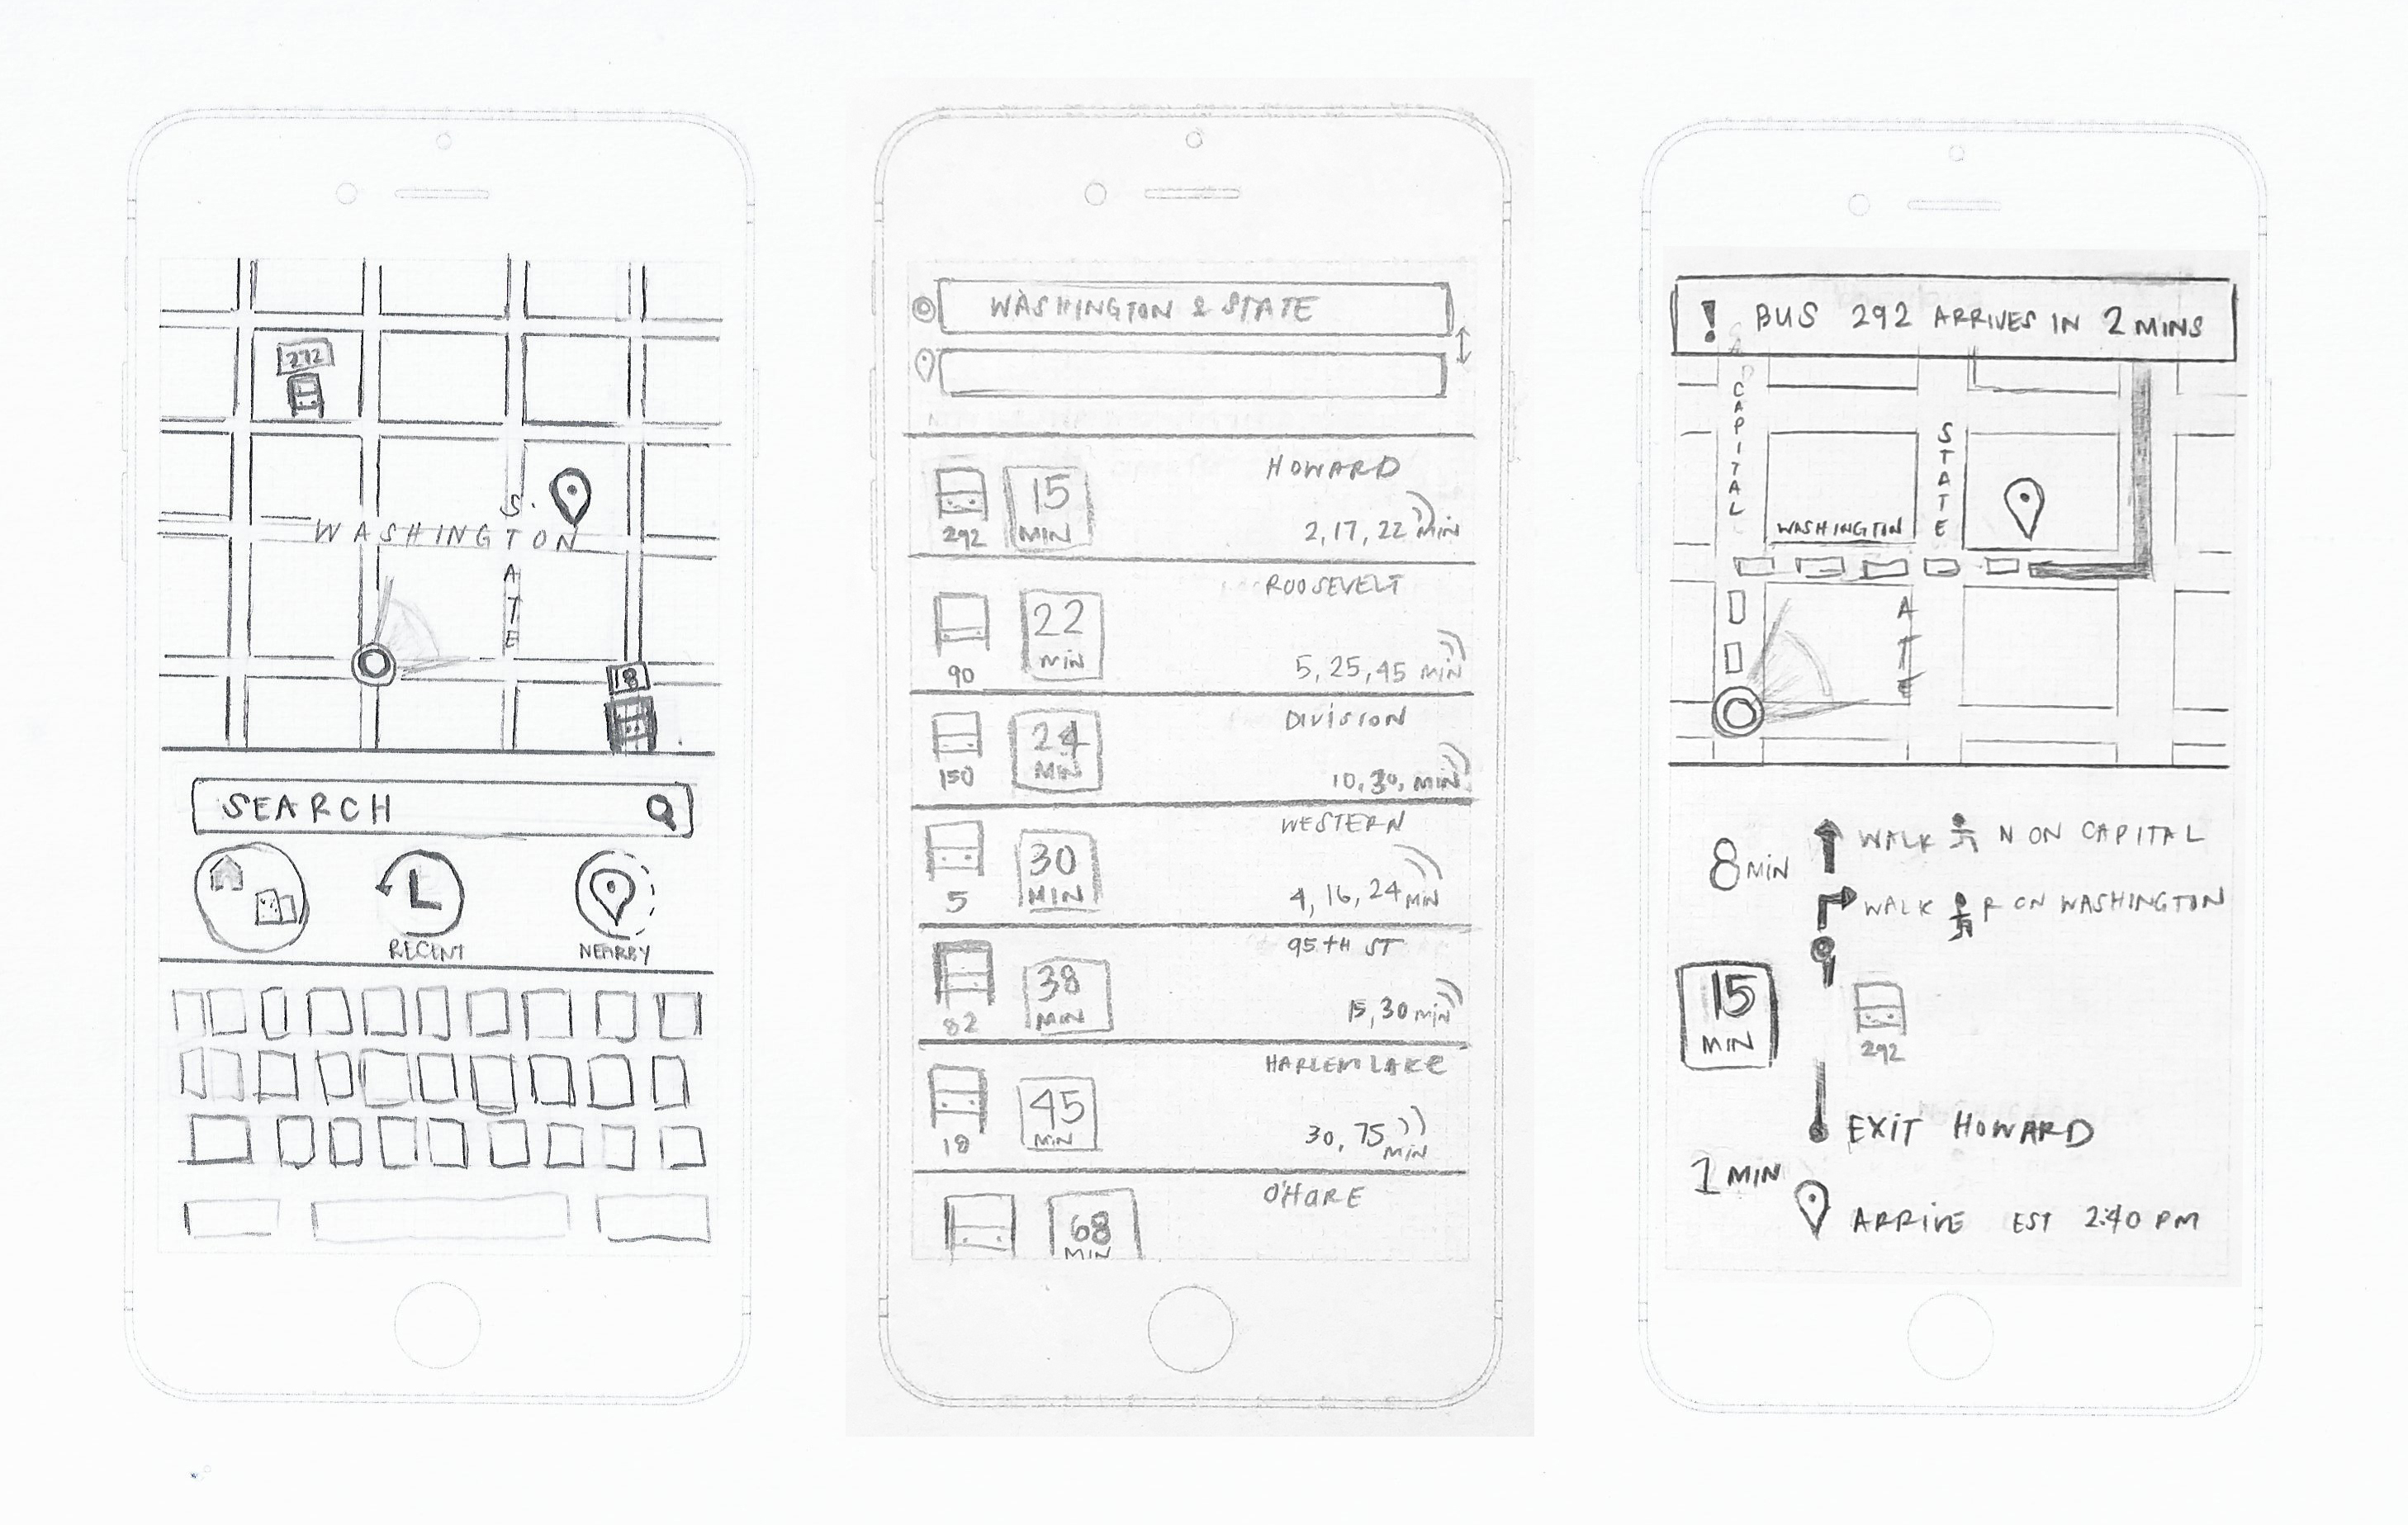 292
S.
WASHINGTON
A
T
E
18
SEARCH
RECENT
NEARBY
WASHINGTON & STATE
HOWARD
15
MIN
292
2, 17, 22 MIN
ROOSEVELT
22
MIN
90
5, 25, 45 MIN
DIVISION
24
MIN
150
10, 30, MIN
WESTERN
30
MIN
5
4, 16, 24 MIN
95TH ST
38
MIN
82
15, 30 MIN
HARLEM LAKE
45
MIN
18
30, 75 MIN
O'HARE
68
MIN
! BUS 292 ARRIVES IN 2 MINS
CAPITAL
STATE
WASHINGTON
A
T
E
8 MIN
WALK N ON CAPITAL
WALK R ON WASHINGTON
15
MIN
292
EXIT HOWARD
1 MIN
ARRIVE EST 2:40 PM